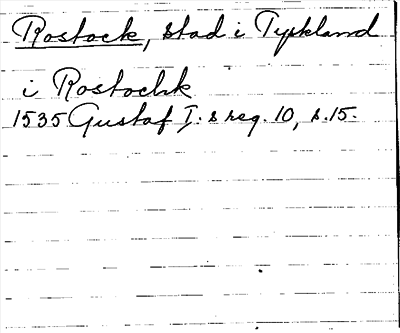 Rostock, stad i Tyskland
i Rostochk
1535 Gustaf I:s reg. 10, s. 15.